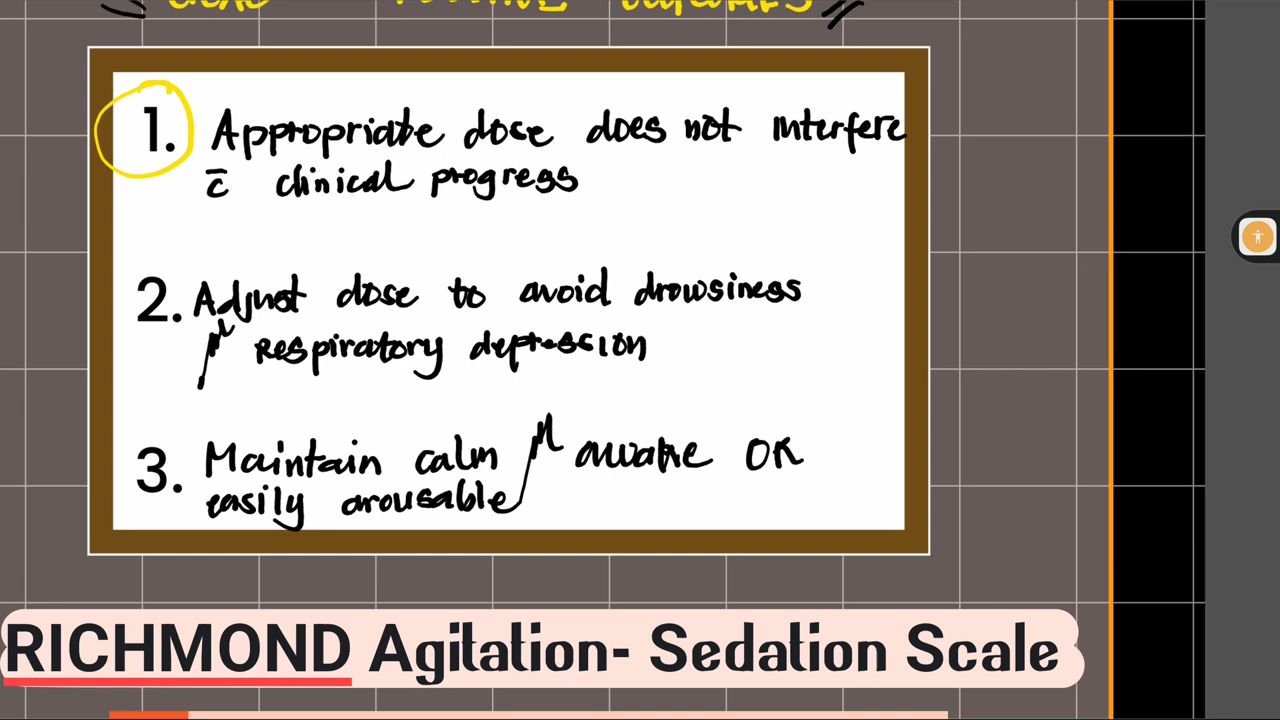 1. Appropriate dose does not interfere
c̄ clinical progress
2. Adjust dose to avoid drowsiness
respiratory depression
3. Maintain calm awake OR
easily arousable
RICHMOND Agitation- Sedation Scale